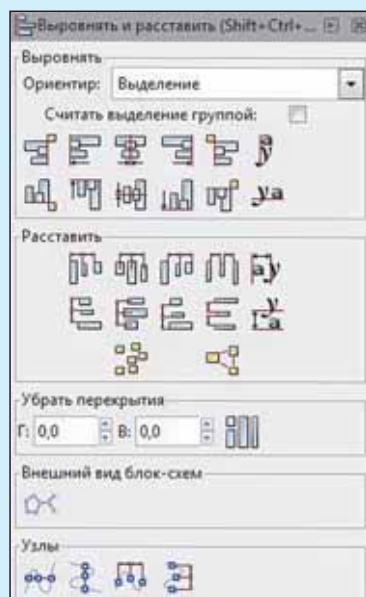 Выровнять и расставить (Shift+Ctrl+ ...
Выровнять
Ориентир: Выделение
Считать выделение группой:
Расставить
Убрать перекрытия
Г: 0,0 В: 0,0
Внешний вид блок-схем
Узлы